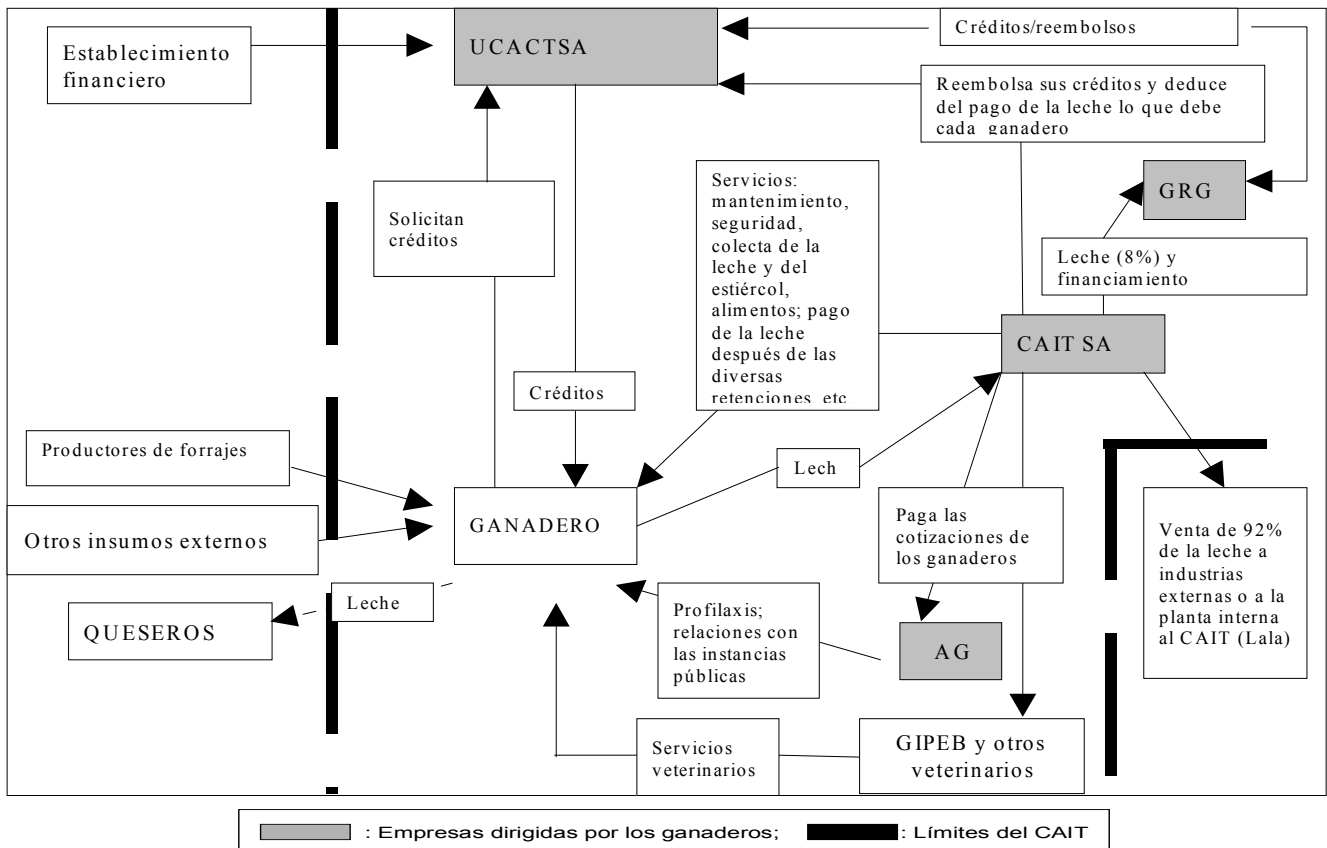 Establecimiento
financiero
UCACTSA
Créditos/reembolsos
Reembolsa sus créditos y deduce
del pago de la leche lo que debe
cada ganadero
Solicitan
créditos
Servicios:
mantenimiento,
seguridad,
colecta de la
leche y del
estiércol,
alimentos; pago
de la leche
después de las
diversas
retenciones, etc
GRG
Leche (8%) y
financiamiento
CAIT SA
Créditos
Productores de forrajes
Otros insumos externos
GANADERO
Lech
Paga las
cotizaciones de
los ganaderos
Venta de 92%
de la leche a
industrias
externas o a la
planta interna
al CAIT (Lala)
QUESEROS
Leche
Profilaxis;
relaciones con
las instancias
públicas
AG
Servicios
veterinarios
GIPEB y otros
veterinarios
: Empresas dirigidas por los ganaderos;
: Límites del CAIT